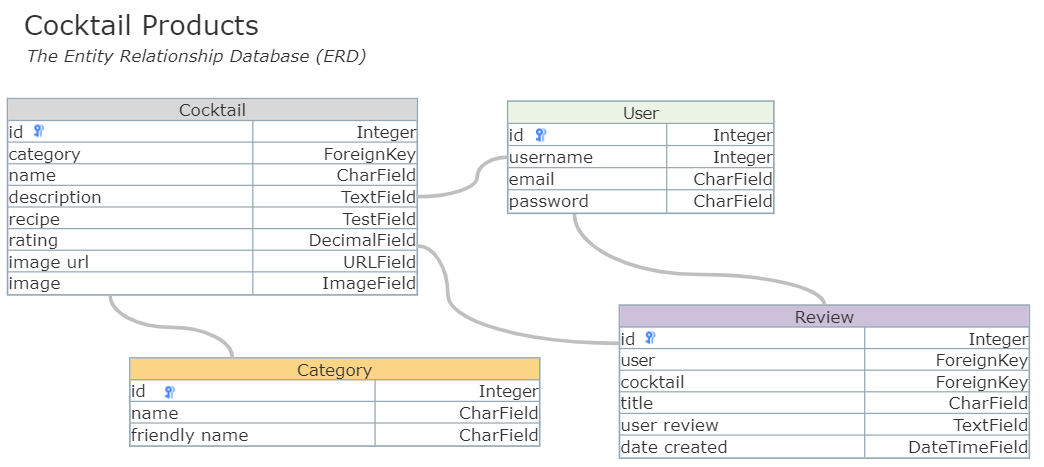 Cocktail Products
The Entity Relationship Database (ERD)
Cocktail
id Integer
category ForeignKey
name CharField
description TextField
recipe TestField
rating DecimalField
image url URLField
image ImageField
User
id Integer
username Integer
email CharField
password CharField
Category
id Integer
name CharField
friendly name CharField
Review
id Integer
user ForeignKey
cocktail ForeignKey
title CharField
user review TextField
date created DateTimeField